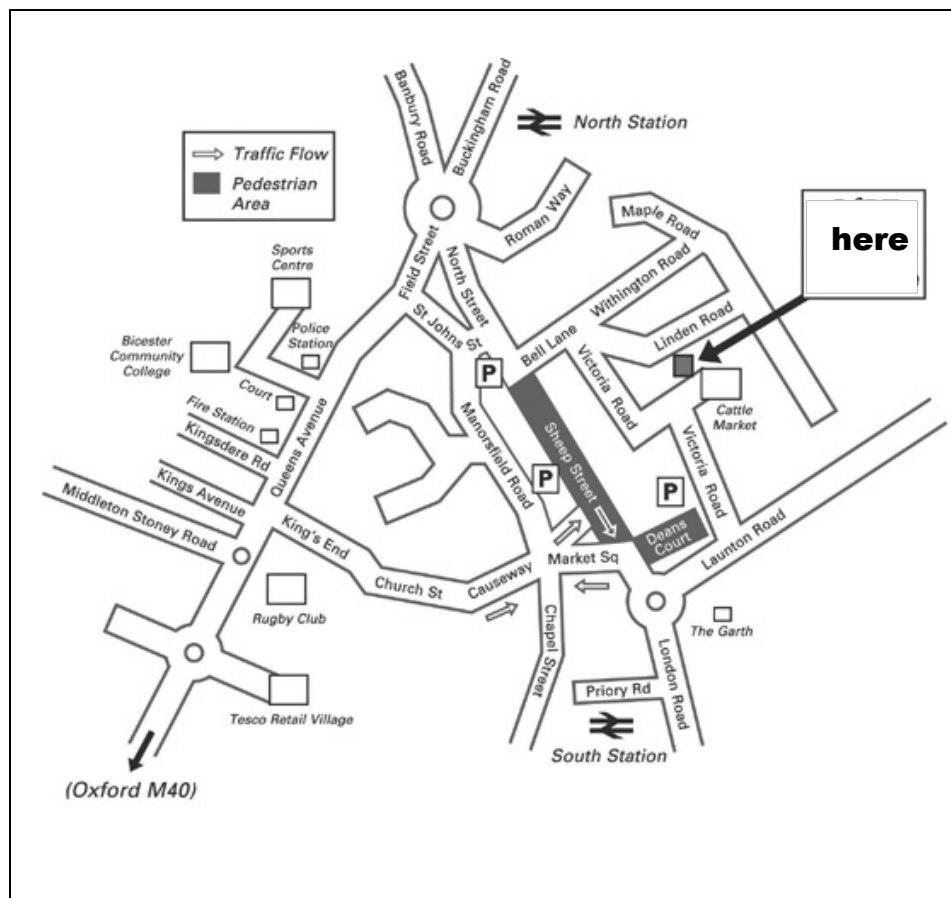 Banbury Road
Buckingham Road
North Station
Traffic Flow
Pedestrian
Area
Roman Way
Maple Road
here
Sports
Centre
Field Street
North Street
Withington Road
Linden Road
St Johns St
Bell Lane
Police
Station
Bicester
Community
College
P
Victoria Road
Court
Cattle
Market
Fire Station
Kingsdere Rd
Queens Avenue
Manorsfield Road
Sheep Street
Victoria Road
P
P
Kings Avenue
Middleton Stoney Road
King's End
Deans
Court
Launton Road
Market Sq
Causeway
Church St
Rugby Club
Chapel Street
The Garth
London Road
Priory Rd
Tesco Retail Village
South Station
(Oxford M40)